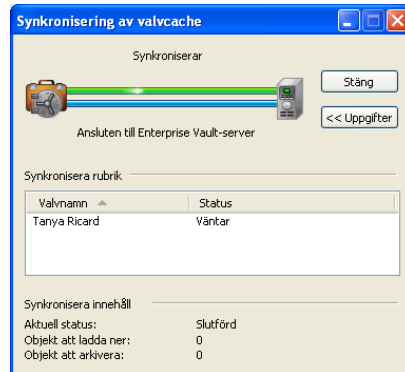 Synkronisering av valvcache
Synkroniserar
Stäng
Ansluten till Enterprise Vault-server
<< Uppgifter
Synkronisera rubrik
Valvnamn Status
Tanya Ricard Väntar
Synkronisera innehåll
Aktuell status: Slutförd
Objekt att ladda ner: 0
Objekt att arkivera: 0